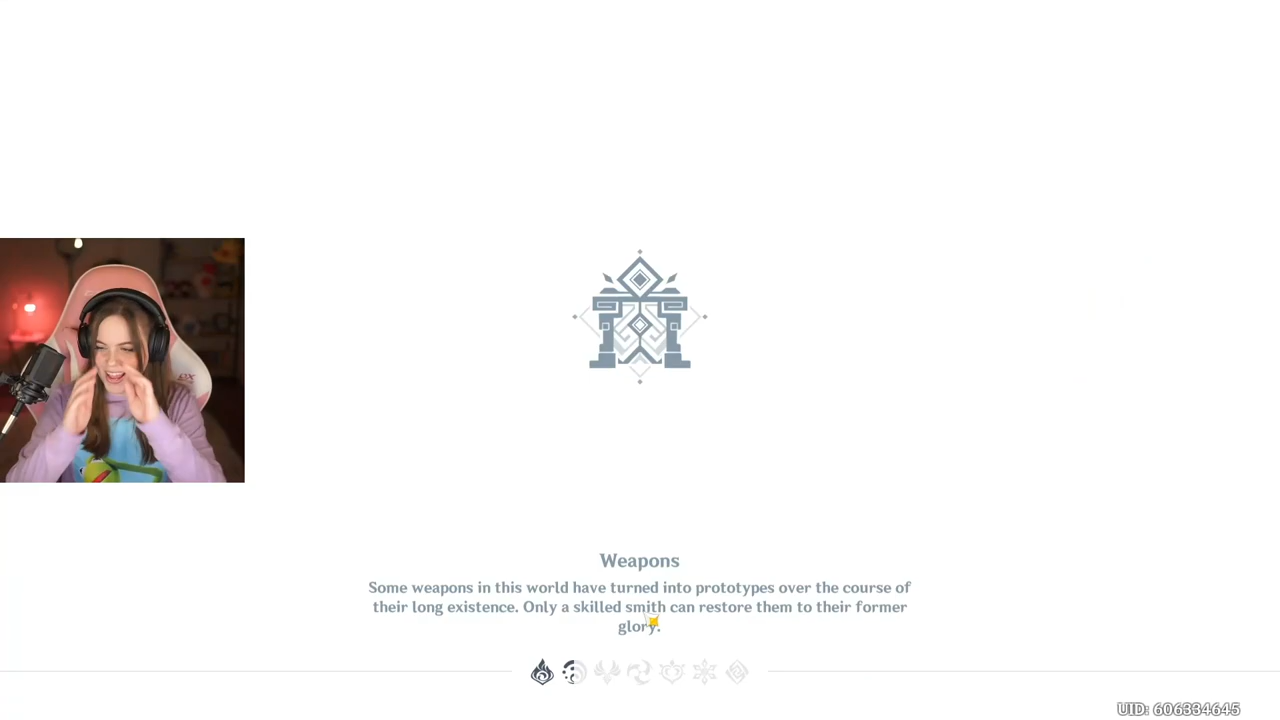 Weapons
Some weapons in this world have turned into prototypes over the course of
their long existence. Only a skilled smith can restore them to their former
glory.
UID: 606334645